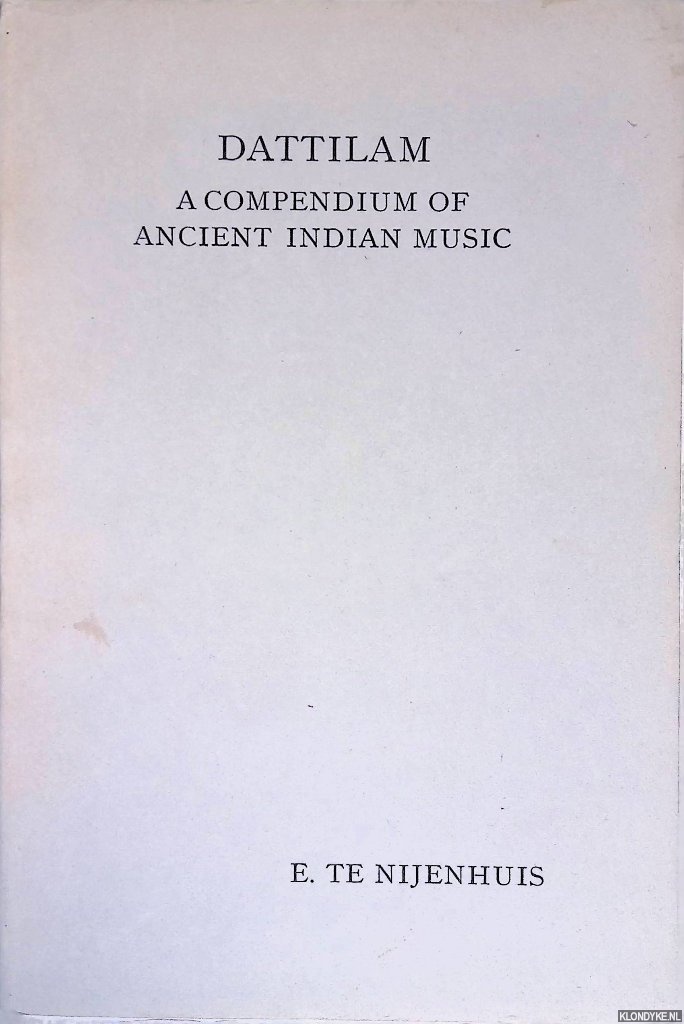 DATTILAM
A COMPENDIUM OF
ANCIENT INDIAN MUSIC
E. TE NIJENHUIS
KLONDYKE.NL